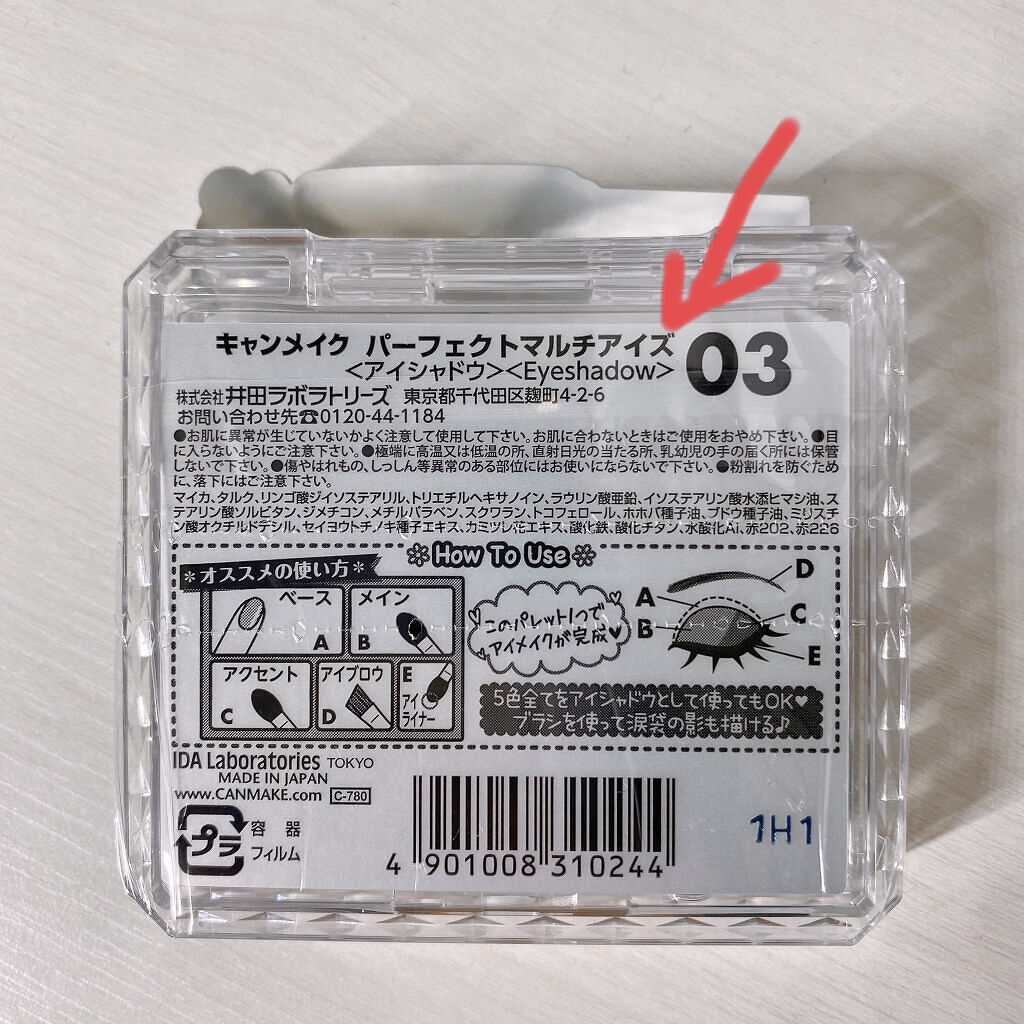 キャンメイク パーフェクトマルチアイズ 03
<アイシャドウ><Eyeshadow>
株式会社 井田ラボラトリーズ 東京都千代田区麹町4-2-6
お問い合わせ先☎0120-44-1184
●お肌に異常が生じていないかよく注意して使用して下さい。お肌に合わないときはご使用をおやめ下さい。●目
に入らないようにご注意下さい。●極端に高温又は低温の所、直射日光の当たる所、乳幼児の手の届く所には保管
しないで下さい。●傷やはれもの、しっしん等異常のある部位にはお使いにならないで下さい。●粉割れを防ぐため
に、落下にはご注意下さい。
マイカ、タルク、リンゴ酸ジイソステアリル、トリエチルヘキサノイン、ラウリン酸亜鉛、イソステアリン酸水添ヒマシ油、ス
テアリン酸ソルビタン、ジメチコン、メチルパラベン、スクワラン、トコフェロール、ホホバ種子油、ブドウ種子油、ミリスチ
ン酸オクチルドデシル、セイヨウトチノキ種子エキス、カミツレ花エキス、酸化鉄、酸化チタン、水酸化Al、赤202、赤226
How To Use
*オススメの使い方*
ベース
A
メイン
B
アクセント
C
アイブロウ
D
E
アイ
ライナー
このパレット1つで
アイメイクが完成
A
B
D
C
E
5色全てをアイシャドウとして使ってもOK♥
ブラシを使って涙袋の影も描ける♪
IDA Laboratories TOKYO
MADE IN JAPAN
www.CANMAKE.com C-780
プラ
容器
フィルム
4 901008 310244
1H1